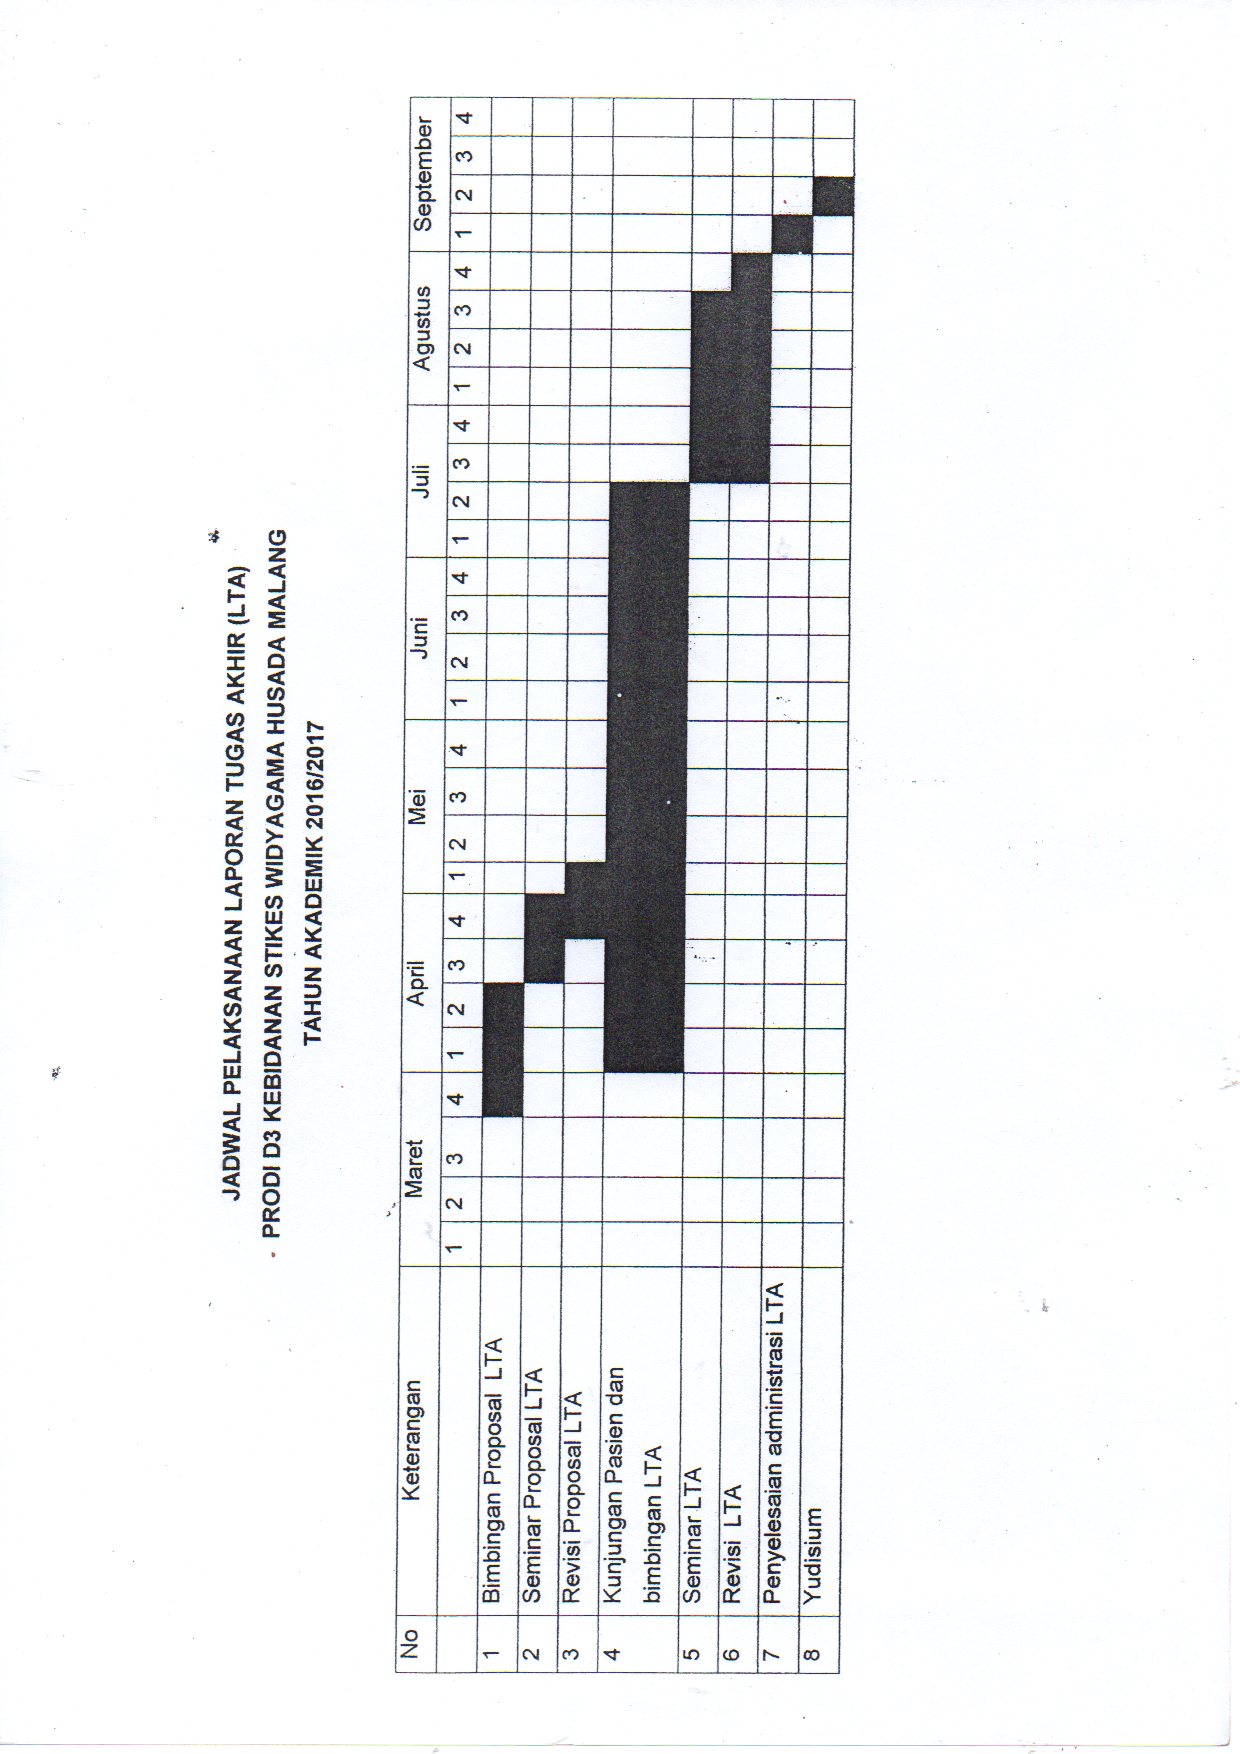 JADWAL PELAKSANAAN LAPORAN TUGAS AKHIR (LTA)
PRODI D3 KEBIDANAN STIKES WIDYAGAMA HUSADA MALANG
TAHUN AKADEMIK 2016/2017
No Keterangan Maret April Mei Juni Juli Agustus September
1 2 3 4 1 2 3 4 1 2 3 4 1 2 3 4 1 2 3 4 1 2 3 4 1 2 3 4
1 Bimbingan Proposal LTA
2 Seminar Proposal LTA
3 Revisi Proposal LTA
4 Kunjungan Pasien dan
bimbingan LTA
5 Seminar LTA
6 Revisi LTA
7 Penyelesaian administrasi LTA
8 Yudisium